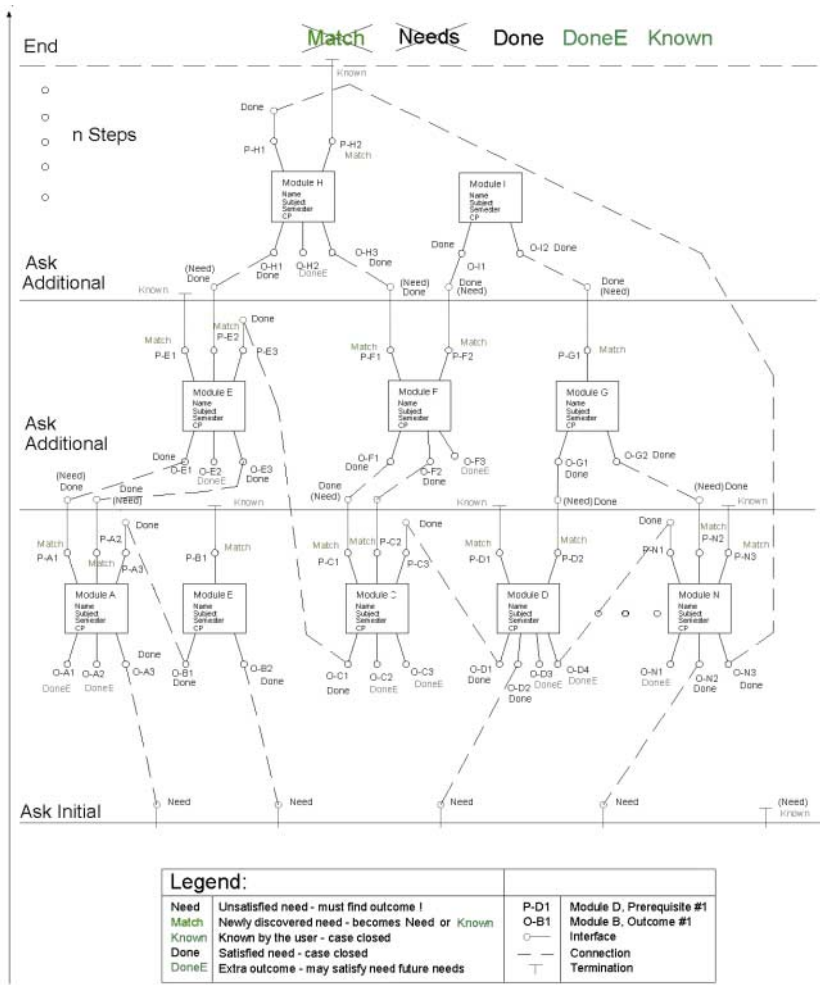 End
Match Needs Done DoneE Known
Known
Done
n Steps
P-H1
P-H2
Match
Module H
Name
Subject
Semester
CP
Module I
Name
Subject
Semester
CP
O-H1
Done
O-H2
DoneE
O-H3
Done
Done
O-I1
O-I2 Done
Ask
Additional
(Need)
Done
(Need)
Done
Done
(Need)
Done
(Need)
Known
Match
P-E1
Match
P-E2
Done
P-E3
Match
P-F1
Match
P-F2
P-G1
Match
Module E
Name
Subject
Semester
CP
Module F
Name
Subject
Semester
CP
Module G
Name
Subject
Semester
CP
Ask
Additional
Done
O-E1
O-E2
DoneE
O-E3
Done
O-F1
Done
O-F2
Done
O-F3
DoneE
O-G1
Done
O-G2 Done
(Need)
Done
Done
(Need)
Known
Done
(Need)
Known
(Need)Done
(Need)Done
Known
Match
P-A1
P-A2
Match
Done
P-A3
P-B1
Match
Match
P-C1
P-C2
Match
Done
P-C3
Match
P-D1
Match
P-D2
Done
P-N1
Match
P-N2
Match
P-N3
Module A
Name
Subject
Semester
CP
Module E
Name
Subject
Semester
CP
Module C
Name
Subject
Semester
CP
Module D
Name
Subject
Semester
CP
Module N
Name
Subject
Semester
CP
O-A1
DoneE
O-A2
DoneE
Done
O-A3
O-B1
Done
O-B2
Done
O-C1
Done
O-C2
DoneE
O-C3
DoneE
O-D1
Done
O-D2
Done
O-D3
DoneE
O-D4
DoneE
O-N1
DoneE
O-N2
Done
O-N3
Done
Ask Initial
Need
Need
Need
Need
(Need)
Known
Legend:
Need Unsatisfied need - must find outcome !
Match Newly discovered need - becomes Need or Known
Known Known by the user - case closed
Done Satisfied need - case closed
DoneE Extra outcome - may satisfy need future needs
P-D1 Module D, Prerequisite #1
O-B1 Module B, Outcome #1
Interface
Connection
Termination